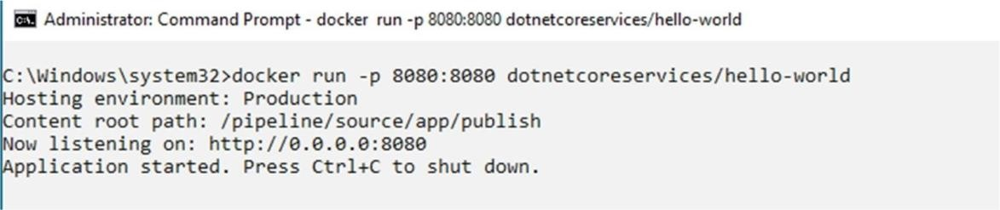 Administrator: Command Prompt - docker run -p 8080:8080 dotnetcoreservices/hello-world
C:\Windows\system32>docker run -p 8080:8080 dotnetcoreservices/hello-world
Hosting environment: Production
Content root path: /pipeline/source/app/publish
Now listening on: http://0.0.0.0:8080
Application started. Press Ctrl+C to shut down.